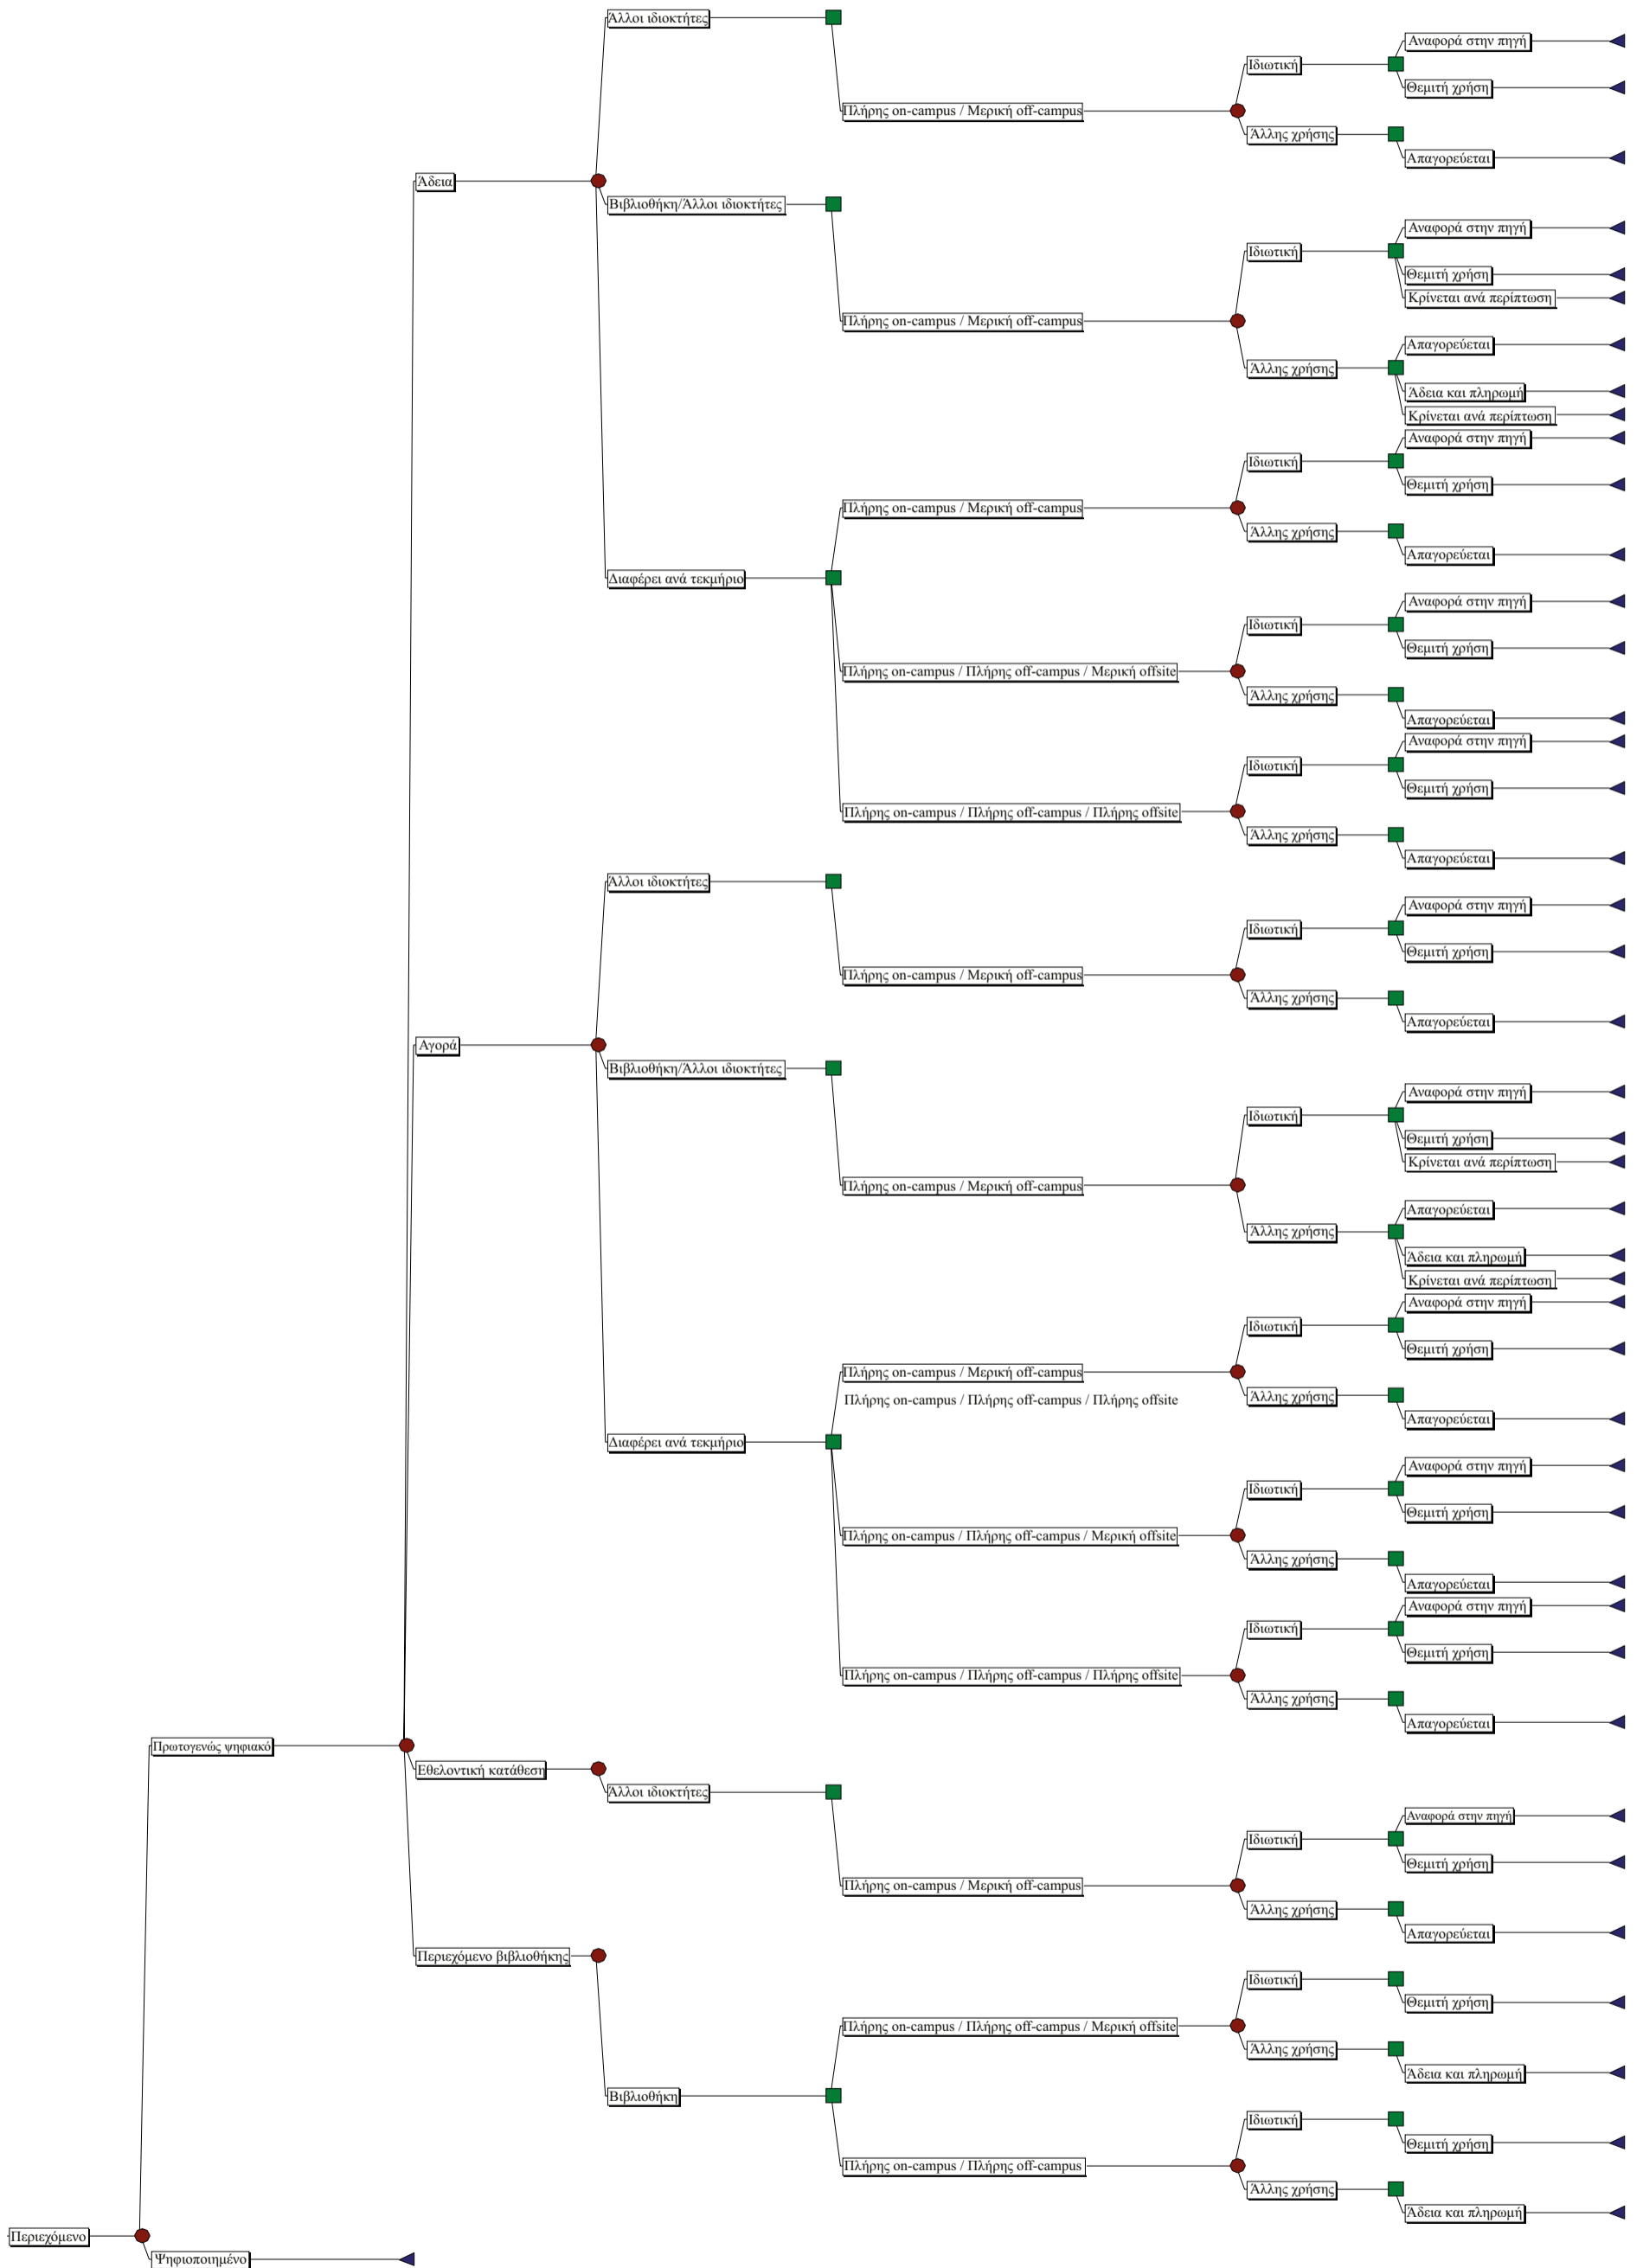 Άλλοι ιδιοκτήτες
Αναφορά στην πηγή
Ιδιωτική
Θεμιτή χρήση
Πλήρης on-campus / Μερική off-campus
Άλλης χρήσης
Απαγορεύεται
Άδεια
Βιβλιοθήκη/Άλλοι ιδιοκτήτες
Αναφορά στην πηγή
Ιδιωτική
Θεμιτή χρήση
Κρίνεται ανά περίπτωση
Πλήρης on-campus / Μερική off-campus
Απαγορεύεται
Άλλης χρήσης
Άδεια και πληρωμή
Κρίνεται ανά περίπτωση
Αναφορά στην πηγή
Ιδιωτική
Θεμιτή χρήση
Πλήρης on-campus / Μερική off-campus
Άλλης χρήσης
Απαγορεύεται
Διαφέρει ανά τεκμήριο
Αναφορά στην πηγή
Ιδιωτική
Θεμιτή χρήση
Πλήρης on-campus / Πλήρης off-campus / Μερική offsite
Άλλης χρήσης
Απαγορεύεται
Αναφορά στην πηγή
Ιδιωτική
Θεμιτή χρήση
Πλήρης on-campus / Πλήρης off-campus / Πλήρης offsite
Άλλης χρήσης
Απαγορεύεται
Άλλοι ιδιοκτήτες
Αναφορά στην πηγή
Ιδιωτική
Θεμιτή χρήση
Πλήρης on-campus / Μερική off-campus
Άλλης χρήσης
Απαγορεύεται
Αγορά
Βιβλιοθήκη/Άλλοι ιδιοκτήτες
Αναφορά στην πηγή
Ιδιωτική
Θεμιτή χρήση
Κρίνεται ανά περίπτωση
Πλήρης on-campus / Μερική off-campus
Απαγορεύεται
Άλλης χρήσης
Άδεια και πληρωμή
Κρίνεται ανά περίπτωση
Αναφορά στην πηγή
Ιδιωτική
Θεμιτή χρήση
Πλήρης on-campus / Μερική off-campus
Άλλης χρήσης
Πλήρης on-campus / Πλήρης off-campus / Πλήρης offsite
Απαγορεύεται
Διαφέρει ανά τεκμήριο
Αναφορά στην πηγή
Ιδιωτική
Θεμιτή χρήση
Πλήρης on-campus / Πλήρης off-campus / Μερική offsite
Άλλης χρήσης
Απαγορεύεται
Αναφορά στην πηγή
Ιδιωτική
Θεμιτή χρήση
Πλήρης on-campus / Πλήρης off-campus / Πλήρης offsite
Άλλης χρήσης
Απαγορεύεται
Πρωτογενώς ψηφιακό
Εθελοντική κατάθεση
Άλλοι ιδιοκτήτες
Αναφορά στην πηγή
Ιδιωτική
Θεμιτή χρήση
Πλήρης on-campus / Μερική off-campus
Άλλης χρήσης
Απαγορεύεται
Περιεχόμενο βιβλιοθήκης
Ιδιωτική
Θεμιτή χρήση
Πλήρης on-campus / Πλήρης off-campus / Μερική offsite
Άλλης χρήσης
Άδεια και πληρωμή
Βιβλιοθήκη
Ιδιωτική
Θεμιτή χρήση
Πλήρης on-campus / Πλήρης off-campus
Άλλης χρήσης
Άδεια και πληρωμή
Περιεχόμενο
Ψηφιοποιημένο